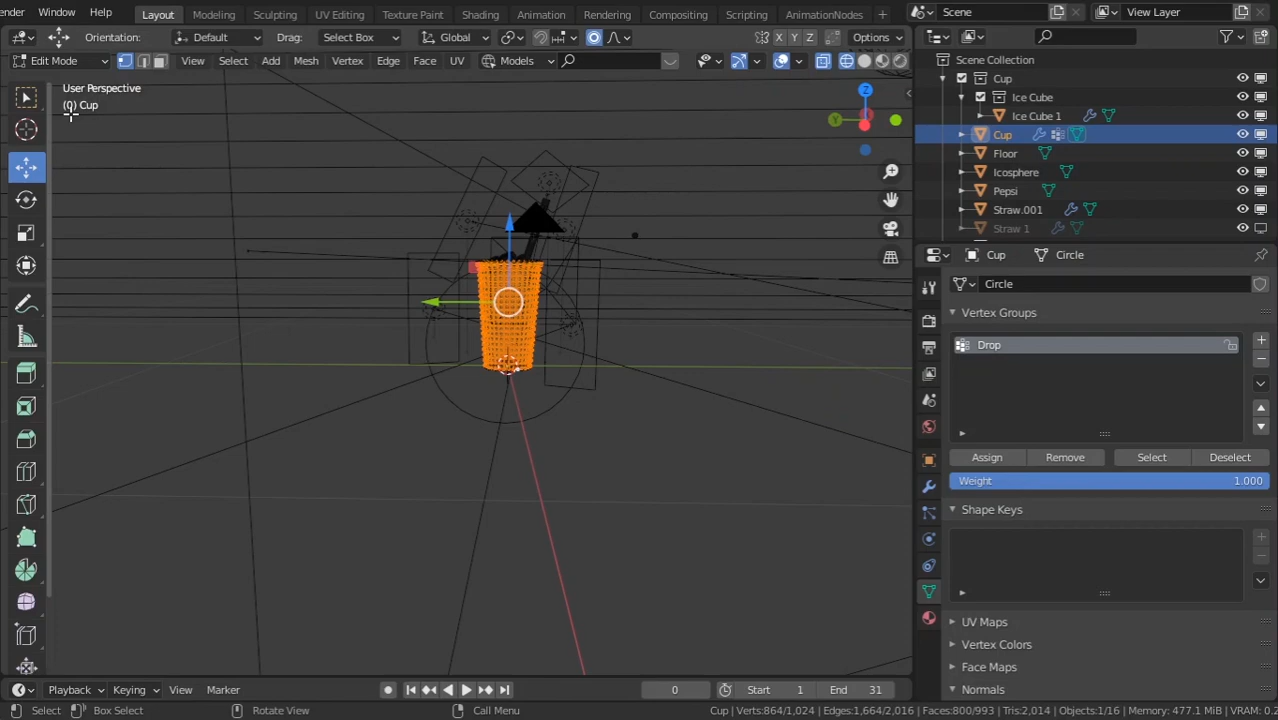 ender Window Help Layout Modeling Sculpting UV Editing Texture Paint Shading Animation Rendering Compositing Scripting AnimationNodes + Scene View Layer
Orientation: Default Drag: Select Box Global X Y Z Options
Edit Mode View Select Add Mesh Vertex Edge Face UV Models
User Perspective
(0) Cup
Z
Y
Scene Collection
Cup
Ice Cube
Ice Cube 1
Cup
Floor
Icosphere
Pepsi
Straw.001
Straw 1
Cup Circle
Circle
Vertex Groups
Drop
Assign Remove Select Deselect
Weight 1.000
Shape Keys
UV Maps
Vertex Colors
Face Maps
Normals
Playback Keying View Marker 0 Start 1 End 31
Select Box Select Rotate View Call Menu Cup | Verts:864/1,024 | Edges:1,664/2,016 | Faces:800/993 | Tris:2,014 | Objects:1/16 | Memory: 477.1 MiB | VRAM: 0.2